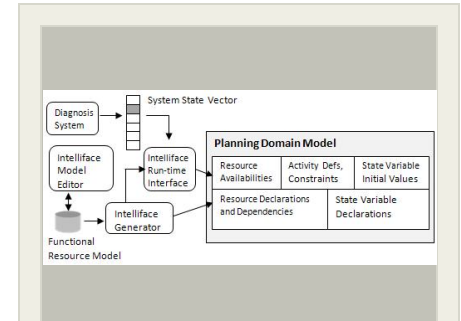 System State Vector
Diagnosis
System
Planning Domain Model
Intelliface
Model
Editor
Intelliface
Run-time
Interface
Resource
Availabilities
Activity Defs,
Constraints
State Variable
Initial Values
Resource Declarations
and Dependencies
State Variable
Declarations
Intelliface
Generator
Functional
Resource Model